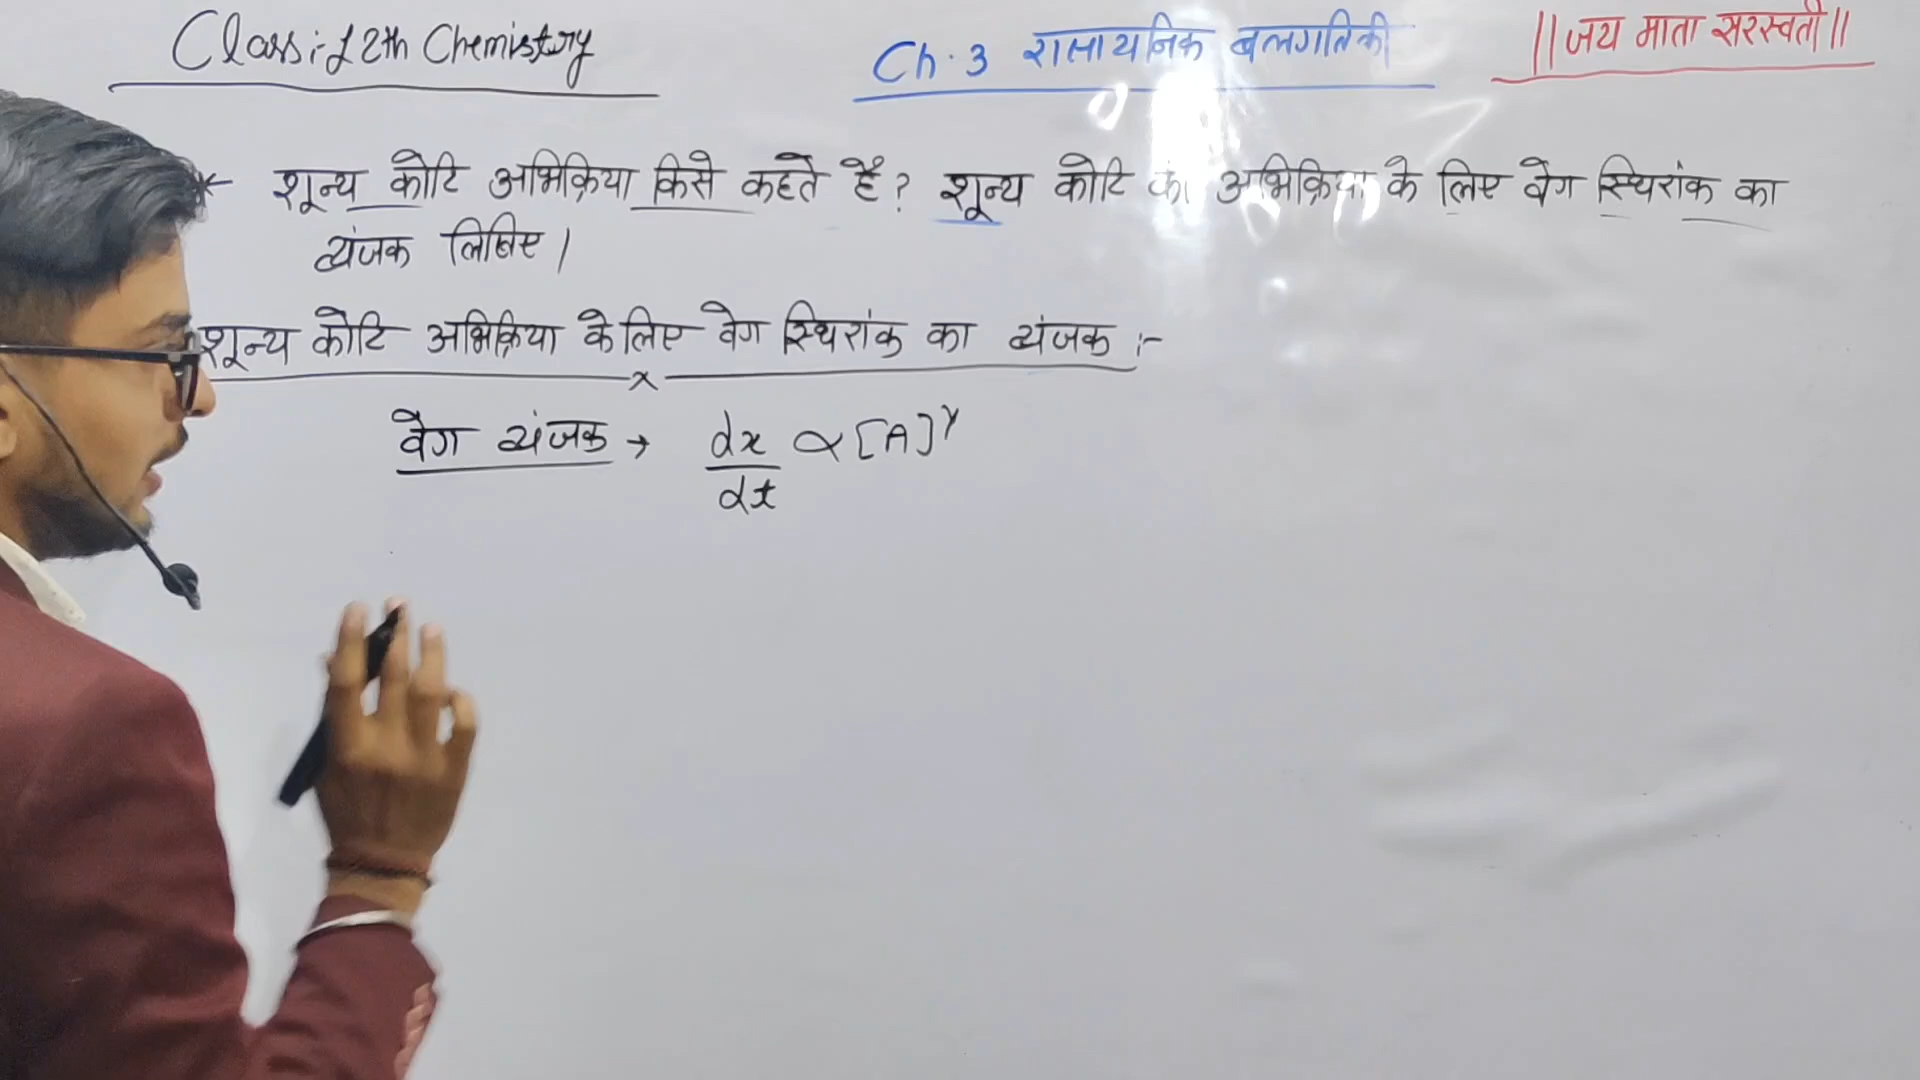 Class:-12th Chemistry
Ch.3 रासायनिक बलगतिकी
||जय माता सरस्वती||
* शून्य कोटि अभिक्रिया किसे कहते हैं? शून्य कोटि की अभिक्रिया के लिए वेग स्थिरांक का
व्यंजक लिखिए।
शून्य कोटि अभिक्रिया के लिए वेग स्थिरांक का व्यंजक :-
x
वेग व्यंजक → dx/dt ∝ [A]^γ